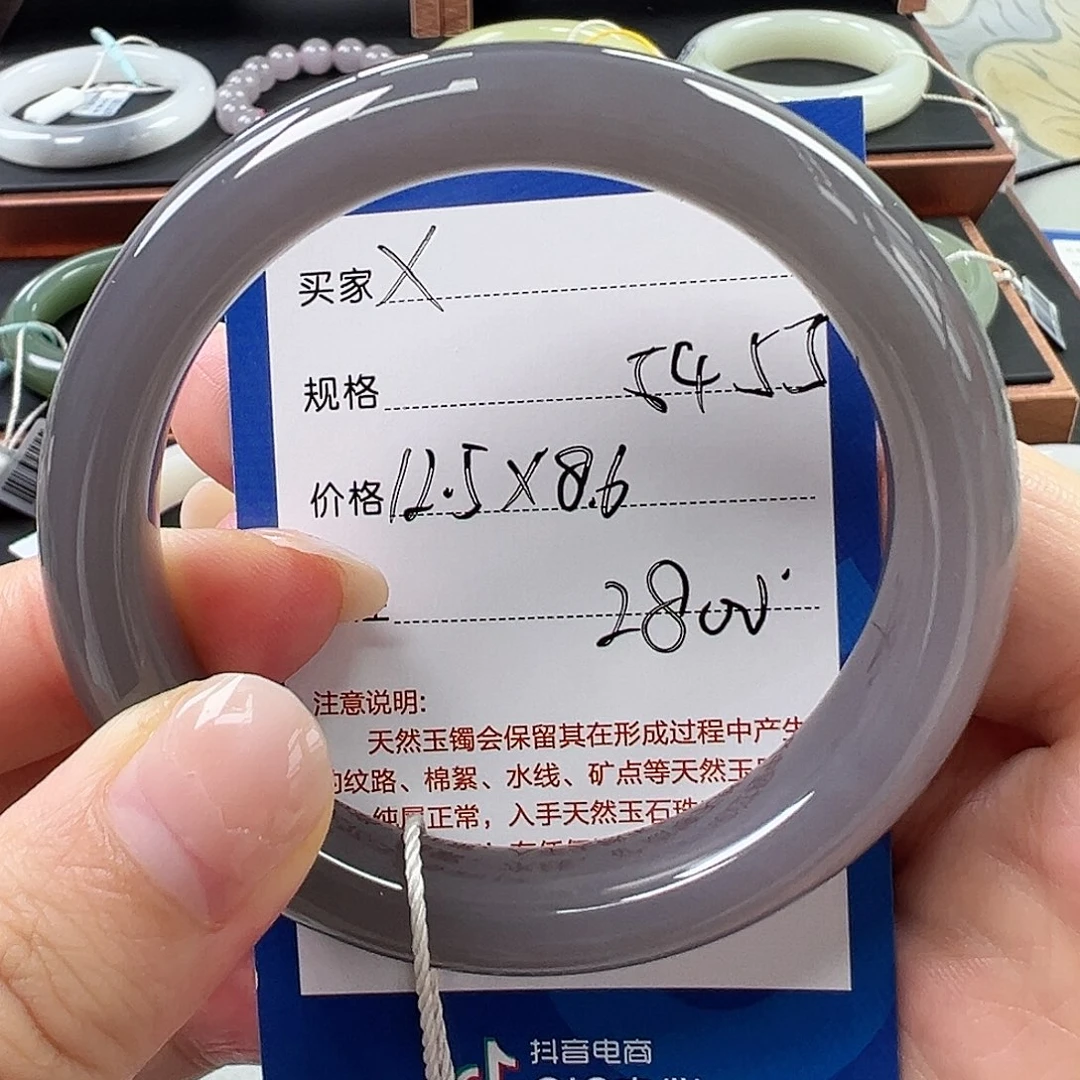 买家 X
规格 54 55
价格 12.5X8.6
2800
注意说明:
天然玉镯会保留其在形成过程中产生
的纹路、棉絮、水线、矿点等天然玉
纯属正常，入手天然玉石珠
抖音电商